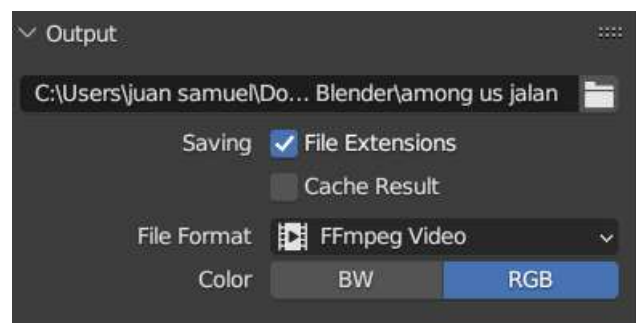 Output
C:\Users\juan samuel\Do... Blender\among us jalan
Saving File Extensions
Cache Result
File Format FFmpeg Video
Color BW RGB